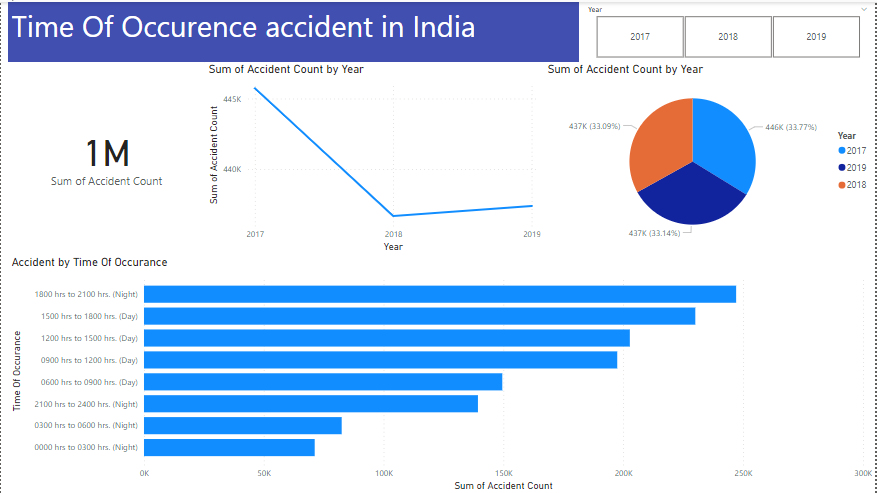 Time Of Occurence accident in India
Year
2017
2018
2019
1M
Sum of Accident Count
Sum of Accident Count by Year
Sum of Accident Count
445K
440K
2017
2018
2019
Year
Sum of Accident Count by Year
437K (33.09%)
446K (33.77%)
437K (33.14%)
Year
2017
2019
2018
Accident by Time Of Occurance
Time Of Occurance
1800 hrs to 2100 hrs. (Night)
1500 hrs to 1800 hrs. (Day)
1200 hrs to 1500 hrs. (Day)
0900 hrs to 1200 hrs. (Day)
0600 hrs to 0900 hrs. (Day)
2100 hrs to 2400 hrs. (Night)
0300 hrs to 0600 hrs. (Night)
0000 hrs to 0300 hrs. (Night)
0K
50K
100K
150K
200K
250K
300K
Sum of Accident Count